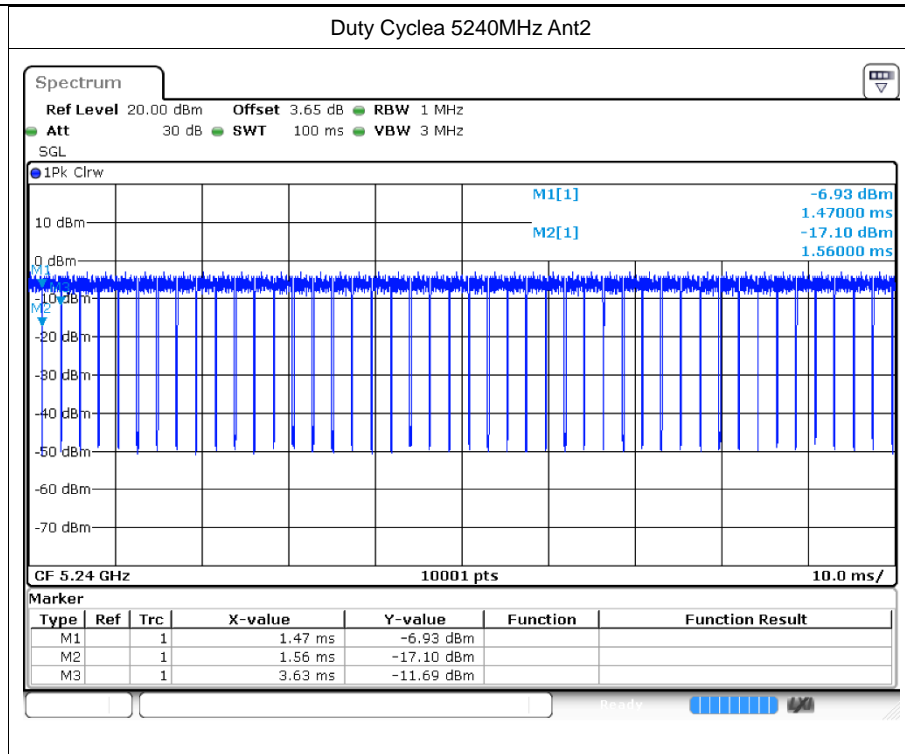 Duty Cyclea 5240MHz Ant2
Spectrum
Ref Level 20.00 dBm Offset 3.65 dB RBW 1 MHz
Att 30 dB SWT 100 ms VBW 3 MHz
SGL
1Pk Clrw
M1[1] -6.93 dBm
1.47000 ms
M2[1] -17.10 dBm
1.56000 ms
10 dBm
0 dBm
M1
M3
-10 dBm
M2
-20 dBm
-30 dBm
-40 dBm
-50 dBm
-60 dBm
-70 dBm
CF 5.24 GHz 10001 pts 10.0 ms/
Marker
Type Ref Trc X-value Y-value Function Function Result
M1 1 1.47 ms -6.93 dBm
M2 1 1.56 ms -17.10 dBm
M3 1 3.63 ms -11.69 dBm
Ready LXI